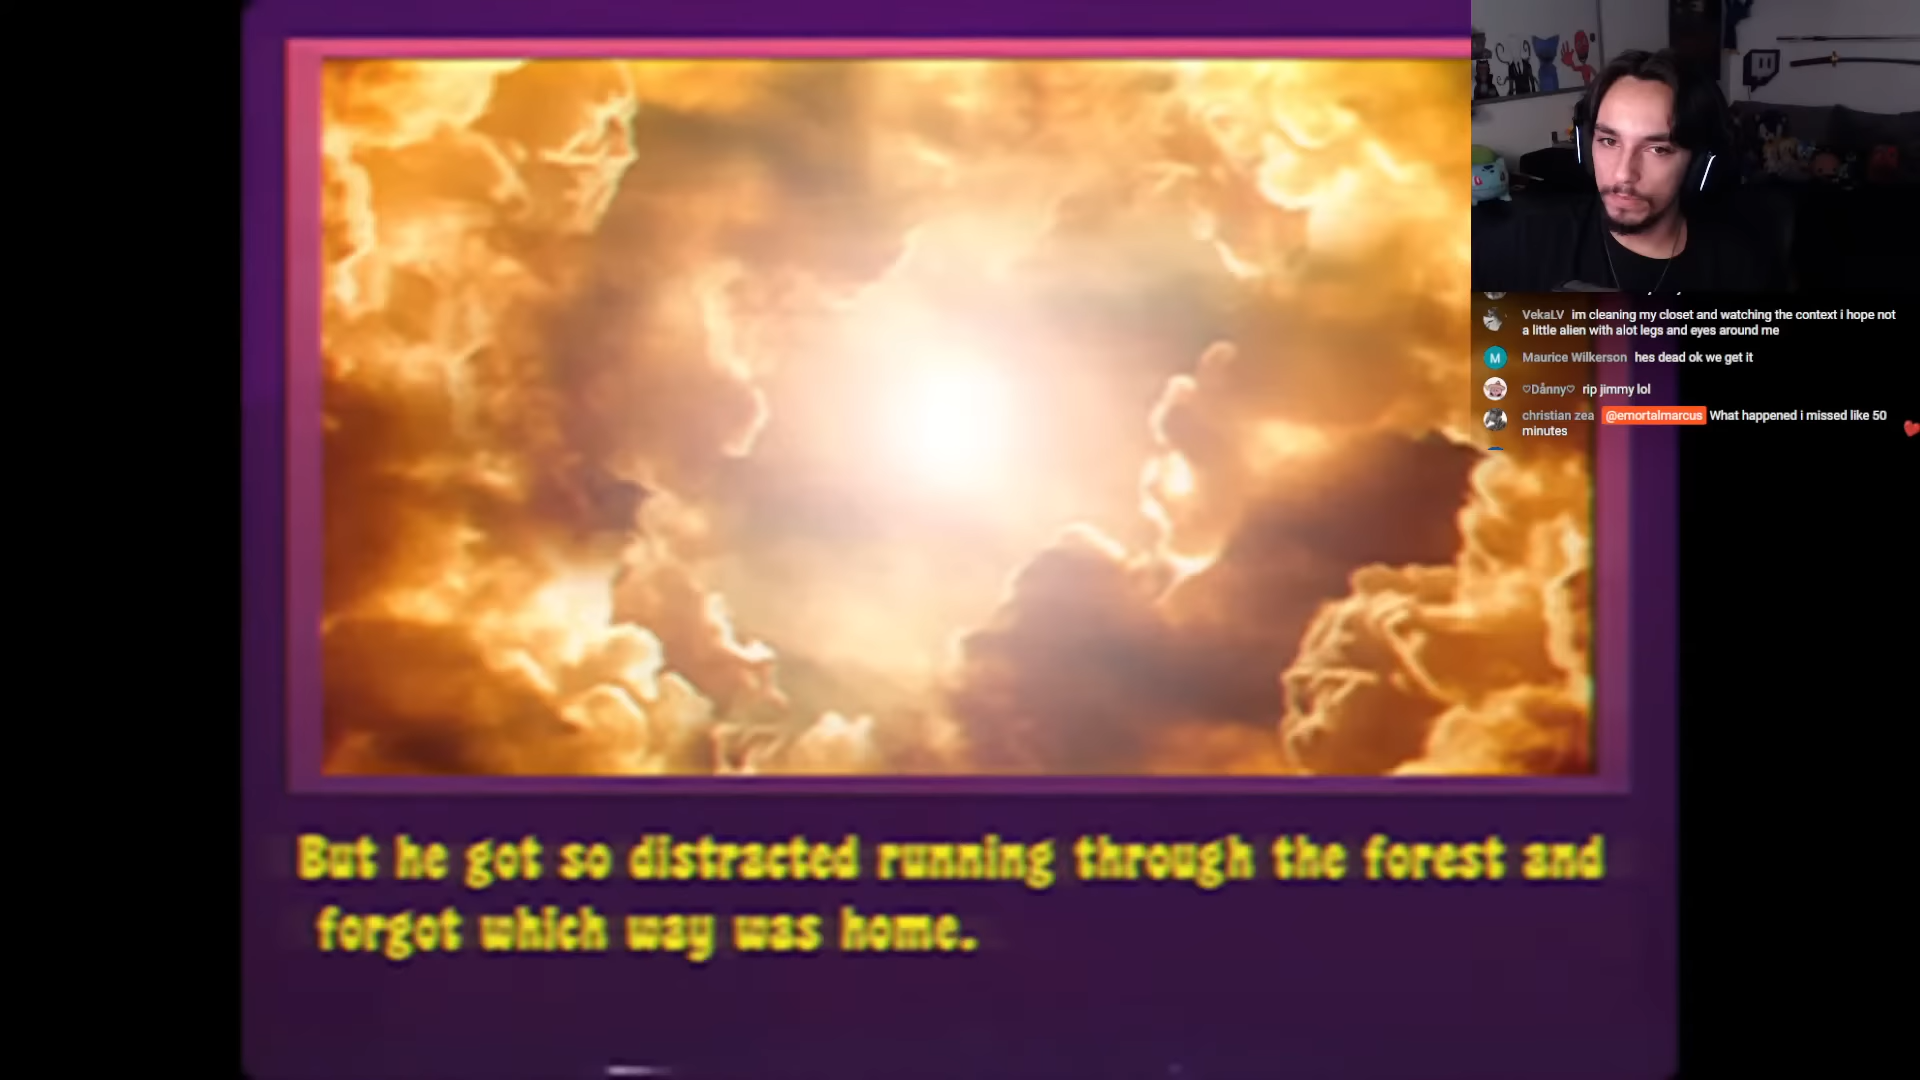 VekaLV im cleaning my closet and watching the context i hope not
a little alien with alot legs and eyes around me
M Maurice Wilkerson hes dead ok we get it
♡Dånny♡ rip jimmy lol
christian zea @emortalmarcus What happened i missed like 50
minutes
But he got so distracted running through the forest and
forgot which way was home.